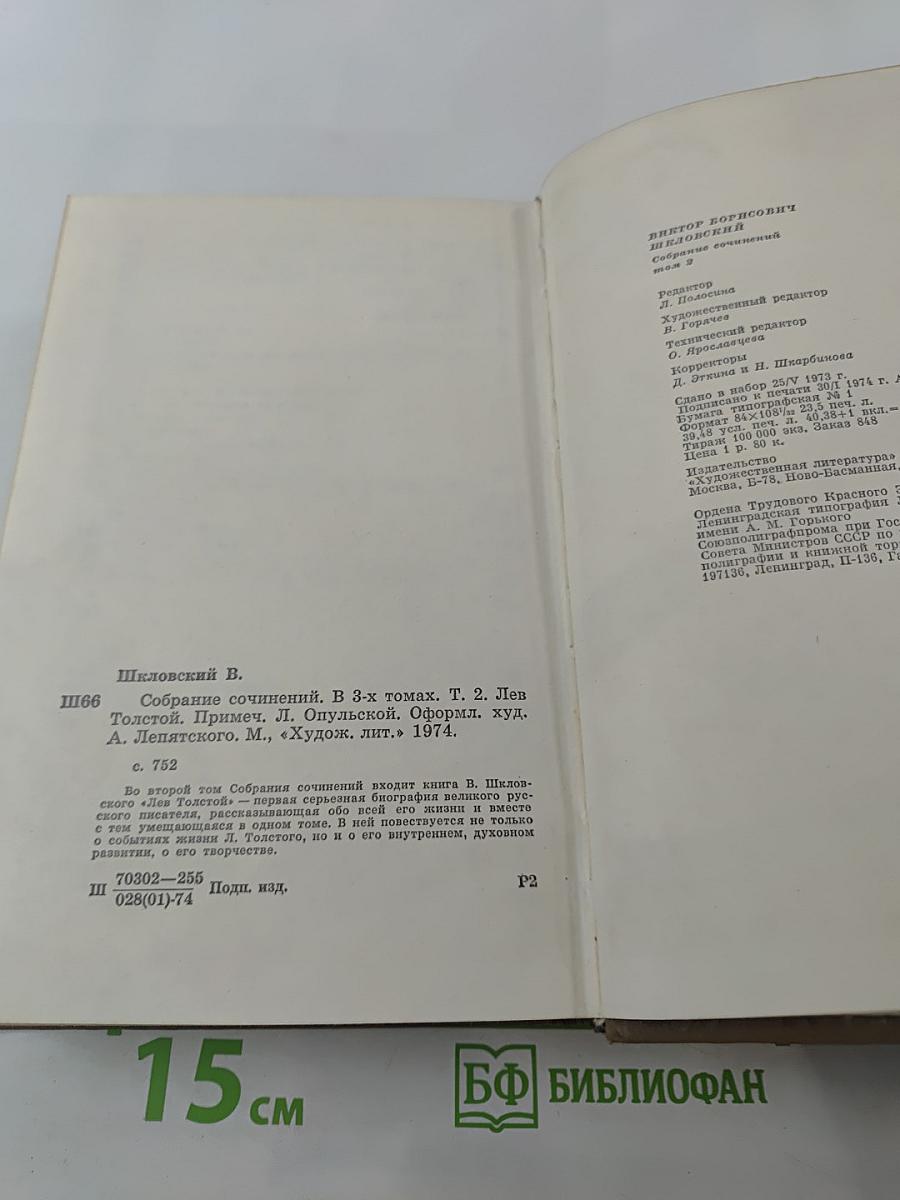 Шкловский В.
Ш66 Собрание сочинений. В 3-х томах. Т. 2. Лев
Толстой. Примеч. Л. Опульской. Оформл. худ.
А. Лепятского. М., «Худож. лит.» 1974.
с. 752
Во второй том Собрания сочинений входит книга В. Шклов-
ского «Лев Толстой» — первая серьезная биография великого рус-
ского писателя, рассказывающая обо всей его жизни и вместе
с тем умещающаяся в одном томе. В ней повествуется не только
о событиях жизни Л. Толстого, но и о его внутреннем, духовном
развитии, о его творчестве.
Ш 70302—255
028(01)-74 Подп. изд. Р2
ВИКТОР БОРИСОВИЧ
ШКЛОВСКИЙ
Собрание сочинений
том 2
Редактор
Л. Полосина
Художественный редактор
В. Горячев
Технический редактор
О. Ярославцева
Корректоры
Д. Эткина и Н. Шкарбинова
Сдано в набор 25/V 1973 г.
Подписано к печати 30/I 1974 г. А
Бумага типографская № 1
Формат 84×108¹/₃₂ 23,5 печ. л.
39,48 усл. печ. л. 40,38+1 вкл.=
Тираж 100 000 экз. Заказ 848
Цена 1 р. 80 к.
Издательство
«Художественная литература»
Москва, Б-78, Ново-Басманная,
Ордена Трудового Красного
Ленинградская типография
имени А. М. Горького
Союзполиграфпрома при Гос
Совета Министров СССР по
полиграфии и книжной тор
197136, Ленинград, П-136, Га
15 см
БФ БИБЛИОФАН